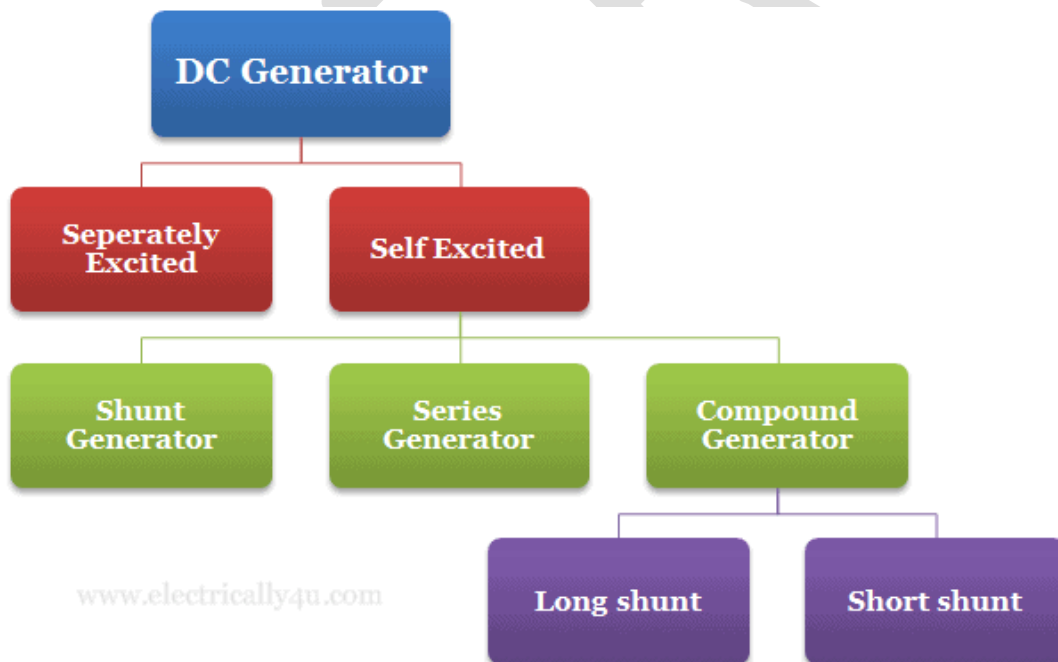 DC Generator
Seperately
Excited
Self Excited
Shunt
Generator
Series
Generator
Compound
Generator
Long shunt
Short shunt
www.electrically4u.com